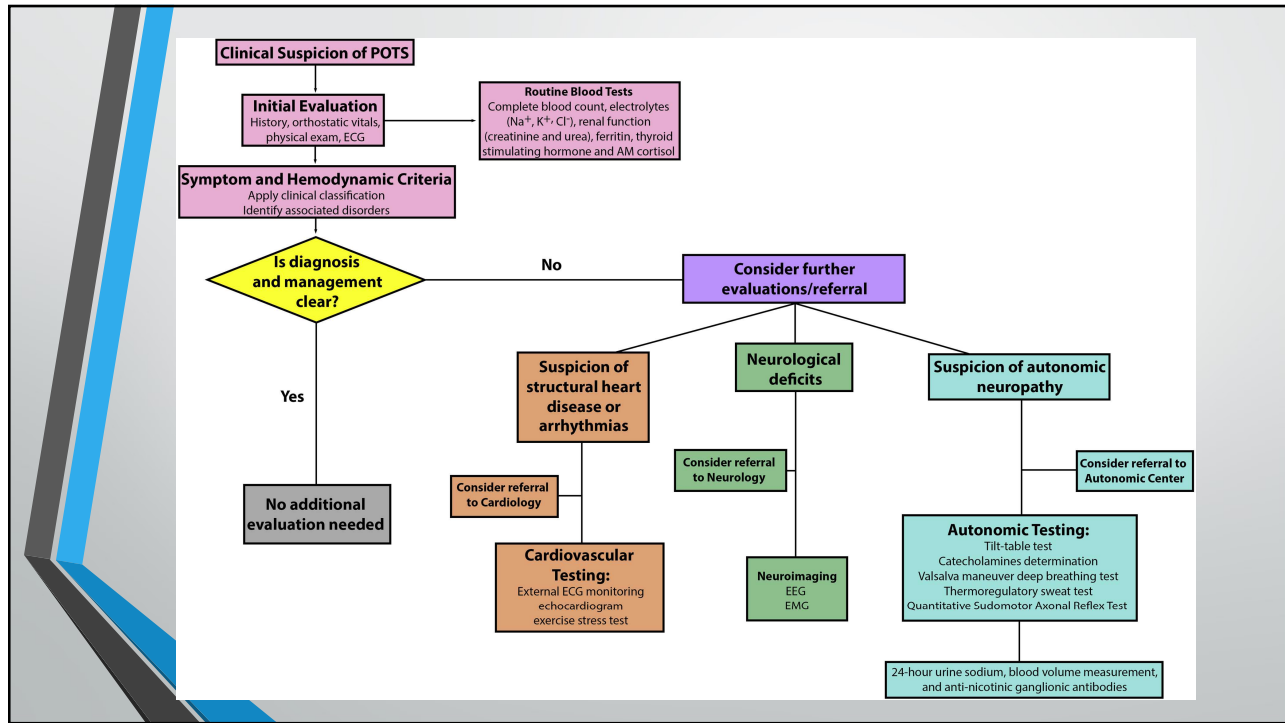 Clinical Suspicion of POTS
Initial Evaluation
History, orthostatic vitals,
physical exam, ECG
Routine Blood Tests
Complete blood count, electrolytes
(Na⁺, K⁺, Cl⁻), renal function
(creatinine and urea), ferritin, thyroid
stimulating hormone and AM cortisol
Symptom and Hemodynamic Criteria
Apply clinical classification
Identify associated disorders
Is diagnosis
and management
clear?
No
Consider further
evaluations/referral
Yes
No additional
evaluation needed
Suspicion of
structural heart
disease or
arrhythmias
Consider referral
to Cardiology
Cardiovascular
Testing:
External ECG monitoring
echocardiogram
exercise stress test
Neurological
deficits
Consider referral
to Neurology
Neuroimaging
EEG
EMG
Suspicion of autonomic
neuropathy
Consider referral to
Autonomic Center
Autonomic Testing:
Tilt-table test
Catecholamines determination
Valsalva maneuver deep breathing test
Thermoregulatory sweat test
Quantitative Sudomotor Axonal Reflex Test
24-hour urine sodium, blood volume measurement,
and anti-nicotinic ganglionic antibodies